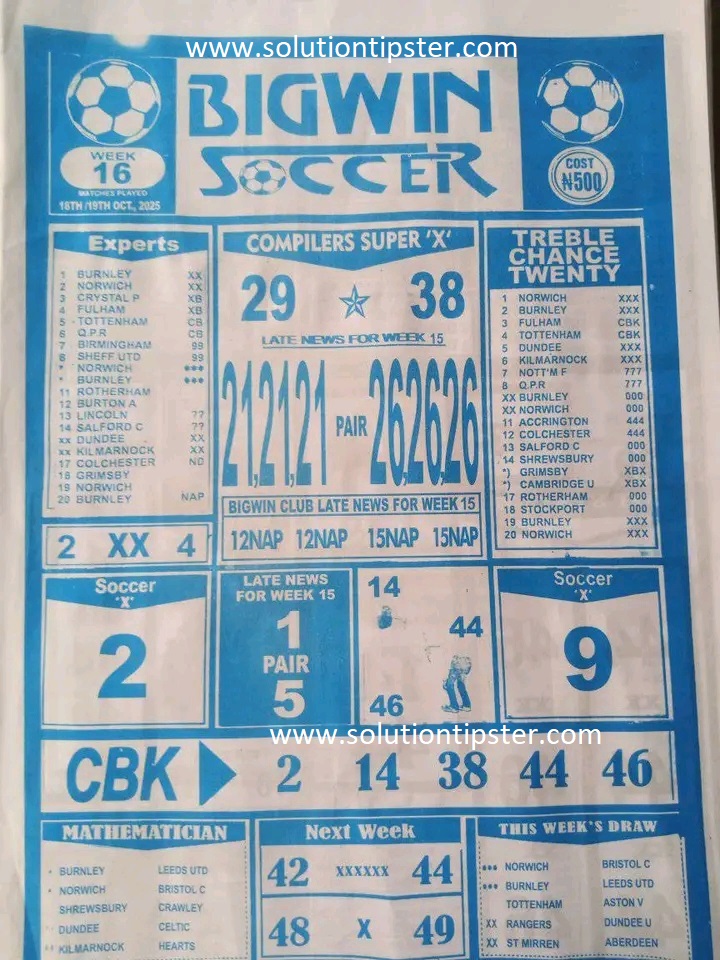 www.solutiontipster.com
BIGWIN
SOCCER
WEEK
16
MATCHES PLAYED
18TH /19TH OCT., 2025
COST
₦500
Experts
1 BURNLEY XX
2 NORWICH XX
3 CRYSTAL P XB
4 FULHAM XB
5 TOTTENHAM CB
6 Q.P.R CB
7 BIRMINGHAM 99
8 SHEFF UTD 99
* NORWICH ***
* BURNLEY ***
11 ROTHERHAM
12 BURTON A
13 LINCOLN ??
14 SALFORD C ??
XX DUNDEE XX
XX KILMARNOCK XX
17 COLCHESTER ND
18 GRIMSBY
19 NORWICH
20 BURNLEY NAP
2 XX 4
COMPILERS SUPER 'X'
29 ★ 38
LATE NEWS FOR WEEK 15
21,21,21 PAIR 26,26,26
BIGWIN CLUB LATE NEWS FOR WEEK 15
12NAP 12NAP 15NAP 15NAP
TREBLE
CHANCE
TWENTY
1 NORWICH XXX
2 BURNLEY XXX
3 FULHAM CBK
4 TOTTENHAM CBK
5 DUNDEE XXX
6 KILMARNOCK XXX
7 NOTT'M F 777
8 Q.P.R 777
XX BURNLEY 000
XX NORWICH 000
11 ACCRINGTON 444
12 COLCHESTER 444
13 SALFORD C 000
14 SHREWSBURY 000
*) GRIMSBY XBX
*) CAMBRIDGE U XBX
17 ROTHERHAM 000
18 STOCKPORT 000
19 BURNLEY XXX
20 NORWICH XXX
Soccer
'X'
2
LATE NEWS
FOR WEEK 15
1
PAIR
5
14
44
46
Soccer
'X'
9
www.solutiontipster.com
CBK 2 14 38 44 46
MATHEMATICIAN
BURNLEY LEEDS UTD
NORWICH BRISTOL C
SHREWSBURY CRAWLEY
DUNDEE CELTIC
KILMARNOCK HEARTS
Next Week
42 XXXXXX 44
48 X 49
THIS WEEK'S DRAW
*** NORWICH BRISTOL C
*** BURNLEY LEEDS UTD
TOTTENHAM ASTON V
XX RANGERS DUNDEE U
XX ST MIRREN ABERDEEN